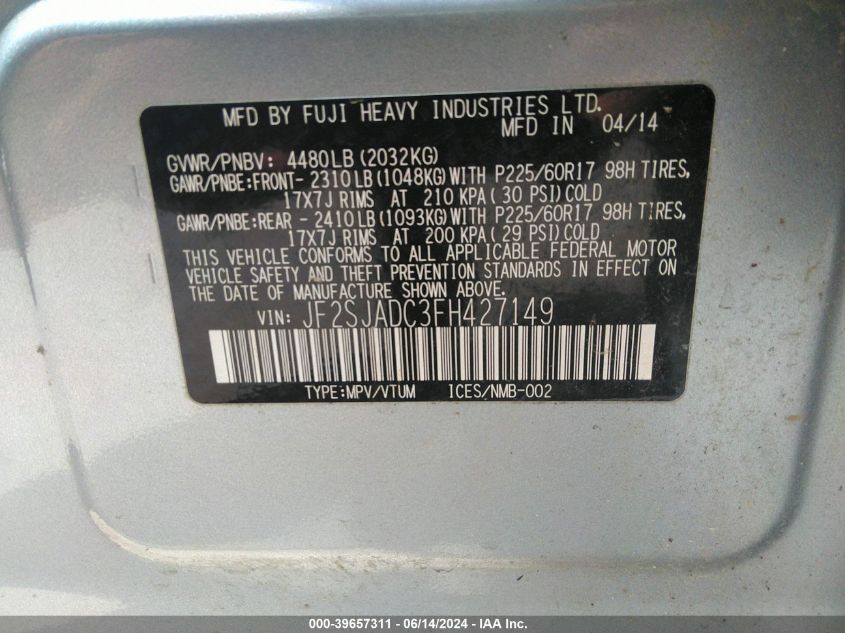 MFD BY FUJI HEAVY INDUSTRIES LTD.
MFD IN 04/14
GVWR/PNBV: 4480LB (2032KG)
GAWR/PNBE:FRONT- 2310LB (1048KG) WITH P225/60R17 98H TIRES,
17X7J RIMS AT 210 KPA ( 30 PSI) COLD
GAWR/PNBE:REAR - 2410LB (1093KG) WITH P225/60R17 98H TIRES,
17X7J RIMS AT 200 KPA ( 29 PSI) COLD
THIS VEHICLE CONFORMS TO ALL APPLICABLE FEDERAL MOTOR
VEHICLE SAFETY AND THEFT PREVENTION STANDARDS IN EFFECT ON
THE DATE OF MANUFACTURE SHOWN ABOVE.
VIN: JF2SJADC3FH427149
TYPE:MPV/VTUM ICES/NMB-002
000-39657311 - 06/14/2024 - IAA Inc.